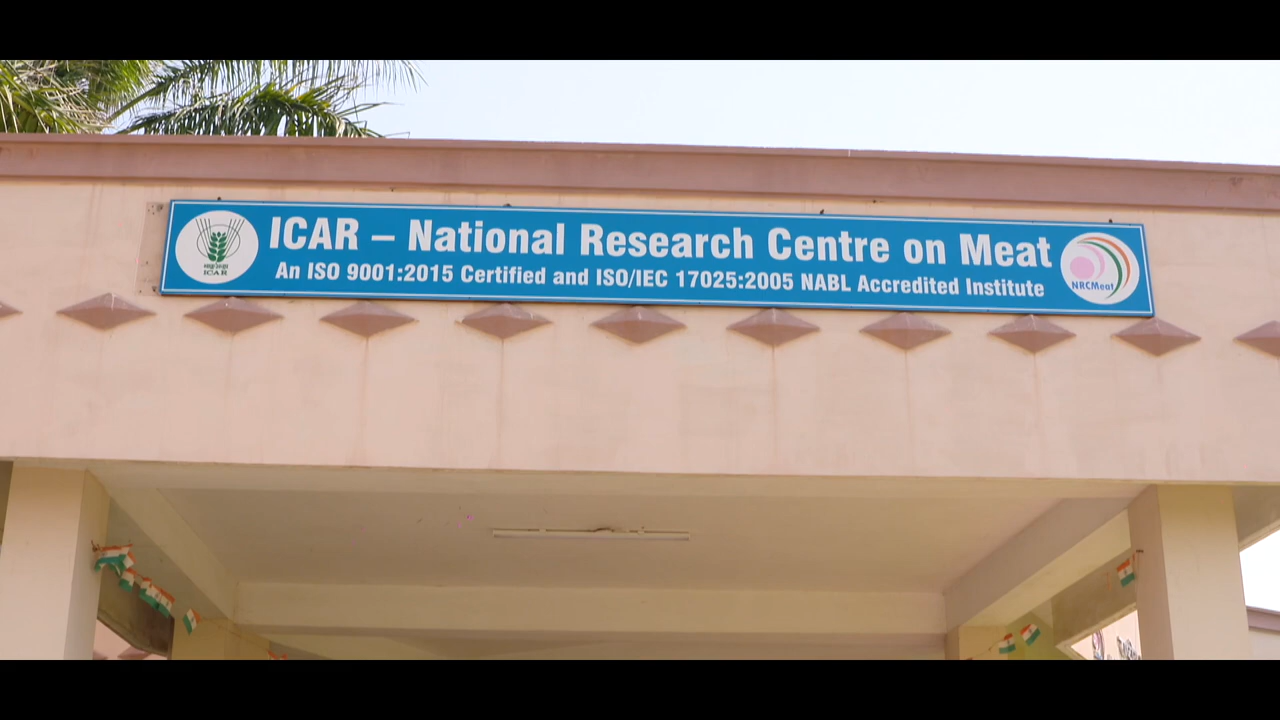 ICAR – National Research Centre on Meat
An ISO 9001:2015 Certified and ISO/IEC 17025:2005 NABL Accredited Institute
ICAR
NRCMeat